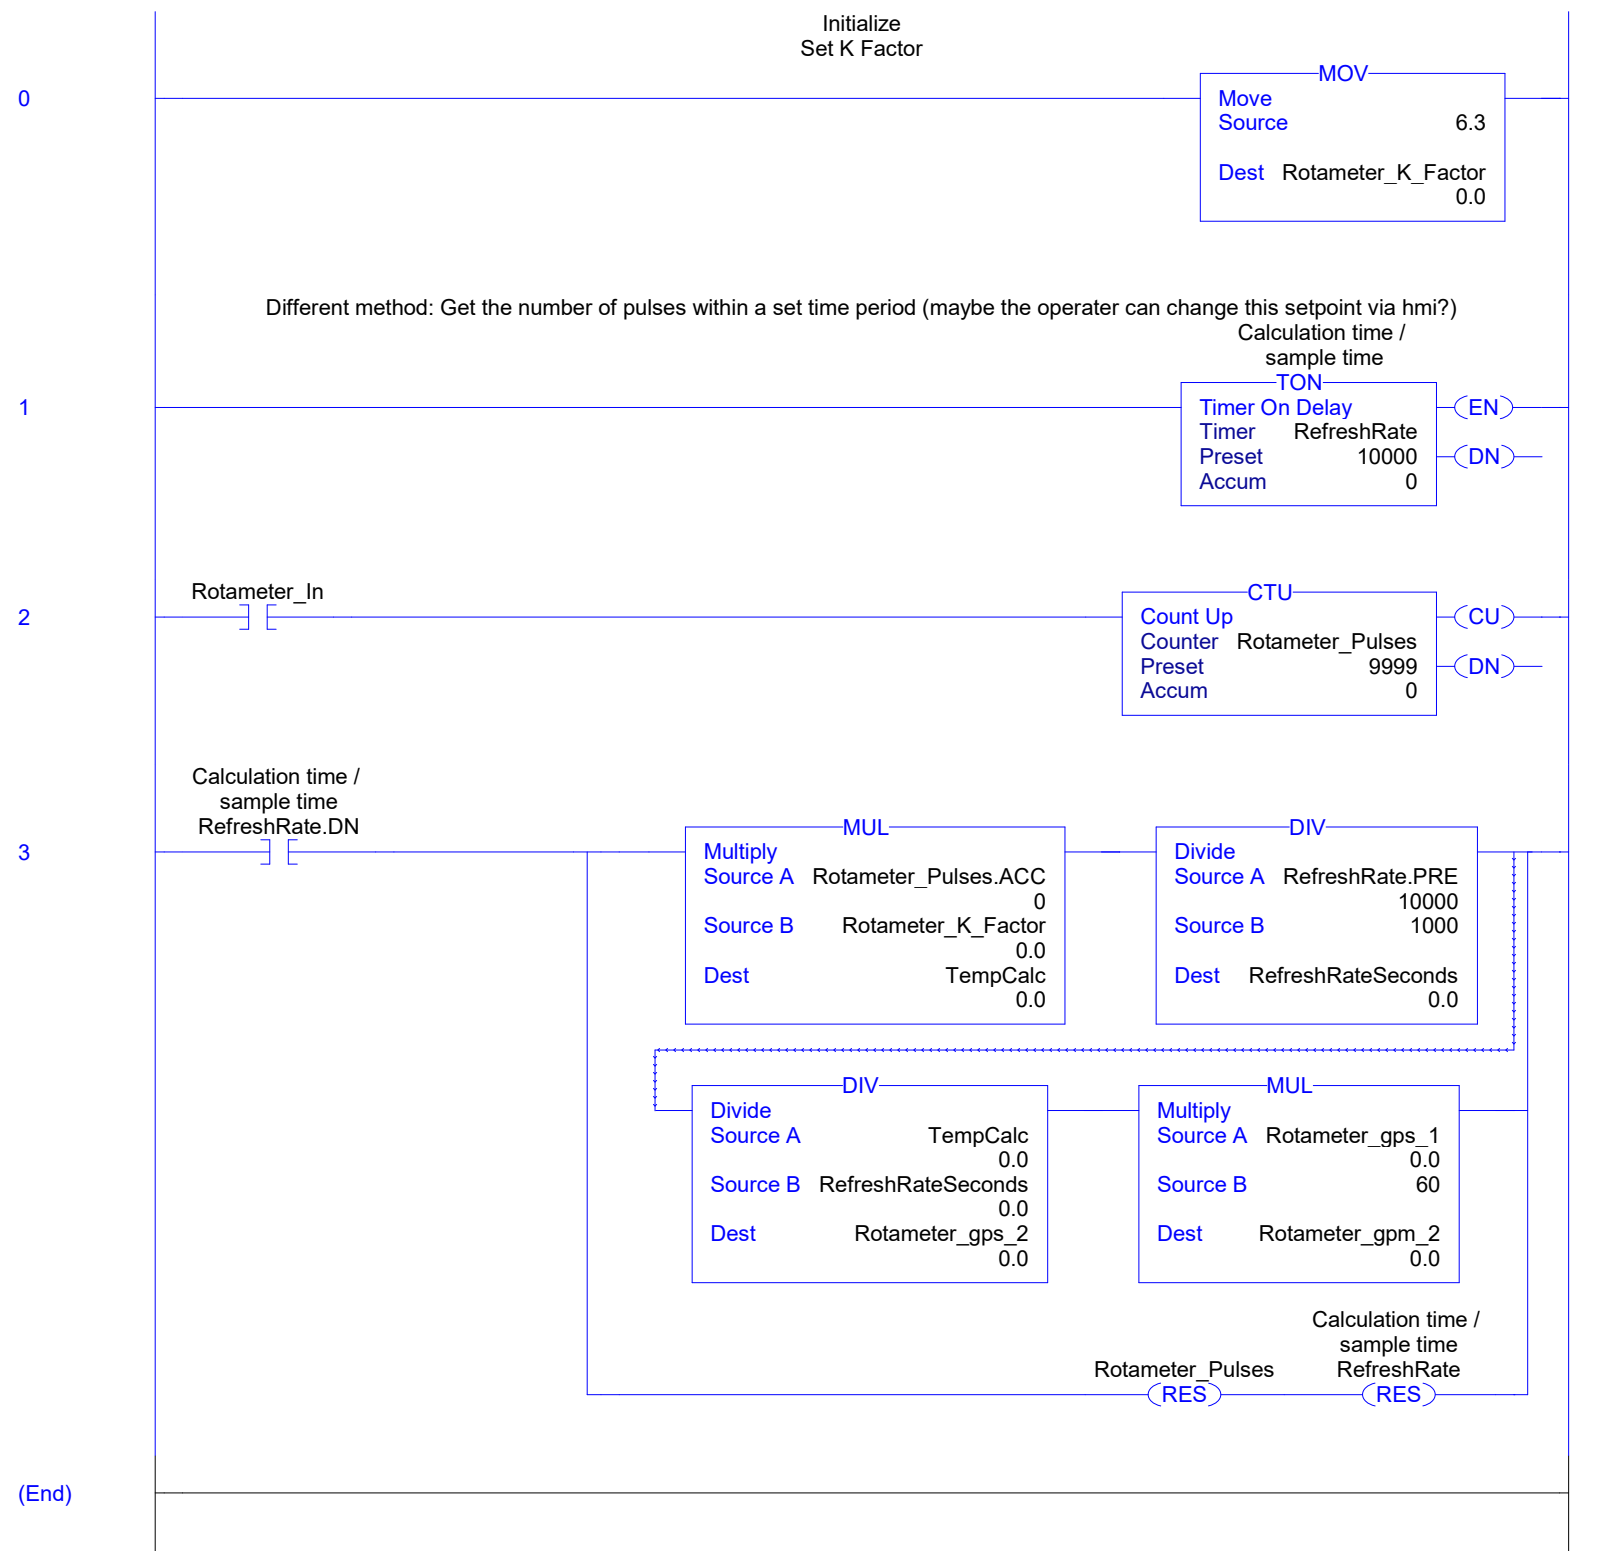 Initialize
Set K Factor
0
MOV
Move
Source 6.3
Dest Rotameter_K_Factor
0.0
Different method: Get the number of pulses within a set time period (maybe the operater can change this setpoint via hmi?)
Calculation time /
sample time
1
TON
Timer On Delay
Timer RefreshRate
Preset 10000
Accum 0
EN
DN
2
Rotameter_In
CTU
Count Up
Counter Rotameter_Pulses
Preset 9999
Accum 0
CU
DN
Calculation time /
sample time
RefreshRate.DN
3
MUL
Multiply
Source A Rotameter_Pulses.ACC
0
Source B Rotameter_K_Factor
0.0
Dest TempCalc
0.0
DIV
Divide
Source A RefreshRate.PRE
10000
Source B 1000
Dest RefreshRateSeconds
0.0
DIV
Divide
Source A TempCalc
0.0
Source B RefreshRateSeconds
0.0
Dest Rotameter_gps_2
0.0
MUL
Multiply
Source A Rotameter_gps_1
0.0
Source B 60
Dest Rotameter_gpm_2
0.0
Rotameter_Pulses
RES
Calculation time /
sample time
RefreshRate
RES
(End)